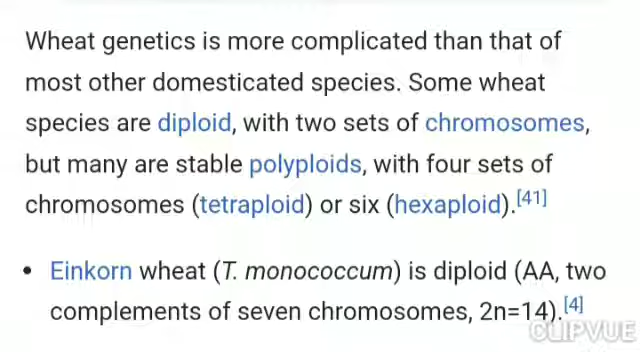 Wheat genetics is more complicated than that of
most other domesticated species. Some wheat
species are diploid, with two sets of chromosomes,
but many are stable polyploids, with four sets of
chromosomes (tetraploid) or six (hexaploid).[41]
• Einkorn wheat (T. monococcum) is diploid (AA, two
complements of seven chromosomes, 2n=14).[4]
CLIPVUE